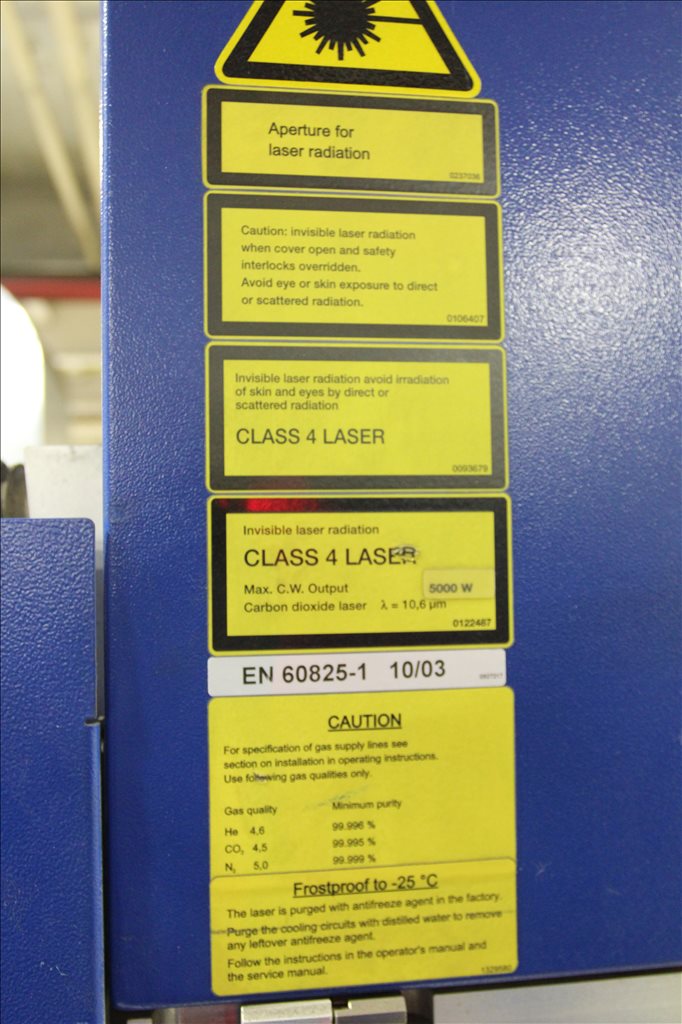 Aperture for
laser radiation
0237036
Caution: invisible laser radiation
when cover open and safety
interlocks overridden.
Avoid eye or skin exposure to direct
or scattered radiation.
0106407
Invisible laser radiation avoid irradiation
of skin and eyes by direct or
scattered radiation
CLASS 4 LASER
0093679
Invisible laser radiation
CLASS 4 LASER
Max. C.W. Output 5000 W
Carbon dioxide laser λ = 10,6 µm
0122487
EN 60825-1 10/03
CAUTION
For specification of gas supply lines see
section on installation in operating instructions.
Use following gas qualities only.
Gas quality Minimum purity
He 4,6 99.996 %
CO₂ 4,5 99.995 %
N₂ 5,0 99.999 %
Frostproof to -25 °C
The laser is purged with antifreeze agent in the factory.
Purge the cooling circuits with distilled water to remove
any leftover antifreeze agent.
Follow the instructions in the operator's manual and
the service manual.